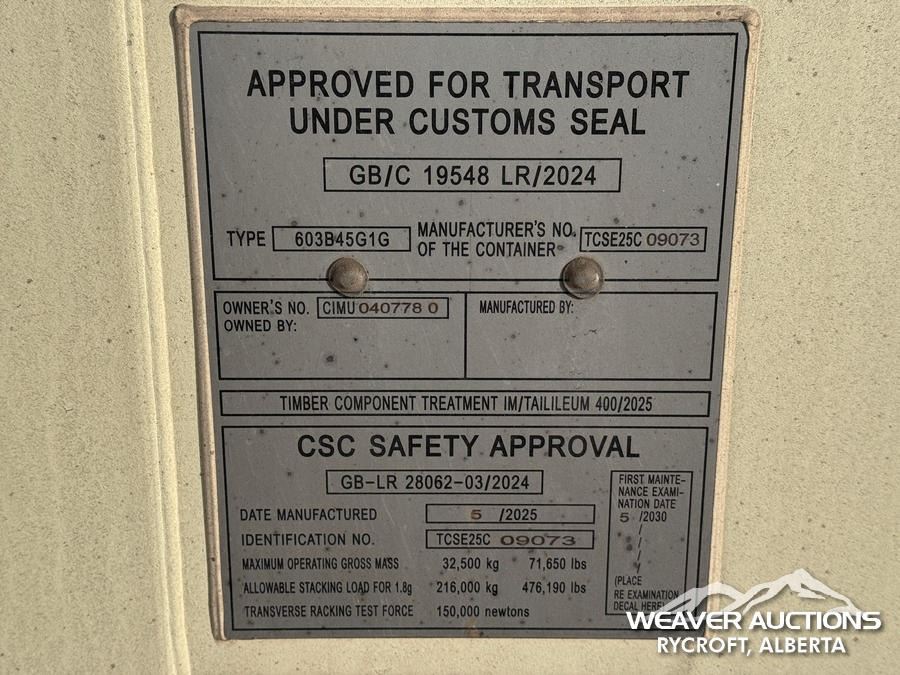 APPROVED FOR TRANSPORT
UNDER CUSTOMS SEAL
GB/C 19548 LR/2024
TYPE 603B45G1G
MANUFACTURER'S NO.
OF THE CONTAINER
TCSE25C 09073
OWNER'S NO. CIMU 040778 0
OWNED BY:
MANUFACTURED BY:
TIMBER COMPONENT TREATMENT IM/TAILILEUM 400/2025
CSC SAFETY APPROVAL
GB-LR 28062-03/2024
DATE MANUFACTURED 5 /2025
IDENTIFICATION NO. TCSE25C 09073
MAXIMUM OPERATING GROSS MASS 32,500 kg 71,650 lbs
ALLOWABLE STACKING LOAD FOR 1.8g 216,000 kg 476,190 lbs
TRANSVERSE RACKING TEST FORCE 150,000 newtons
FIRST MAINTE-
NANCE EXAMI-
NATION DATE
5 /2030
/
/
/
/
(PLACE
RE EXAMINATION
DECAL HERE)
WEAVER AUCTIONS
RYCROFT, ALBERTA